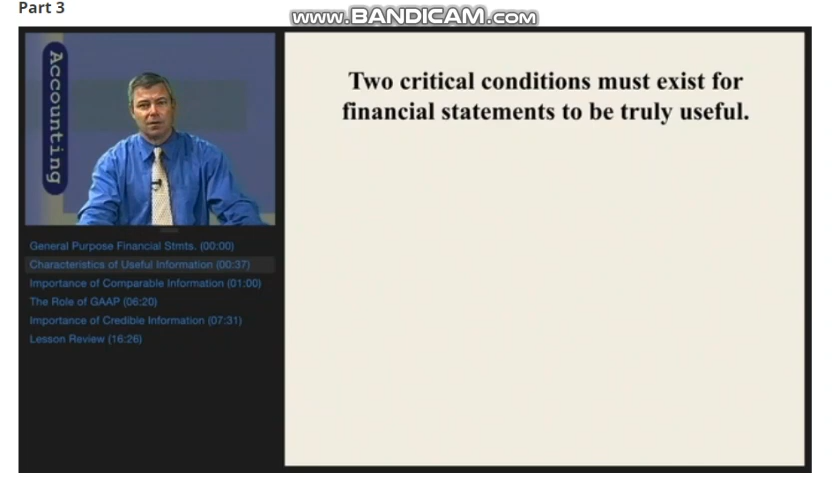 Part 3
www.BANDICAM.com
Accounting
Two critical conditions must exist for
financial statements to be truly useful.
General Purpose Financial Stmts. (00:00)
Characteristics of Useful Information (00:37)
Importance of Comparable Information (01:00)
The Role of GAAP (06:20)
Importance of Credible Information (07:31)
Lesson Review (16:26)